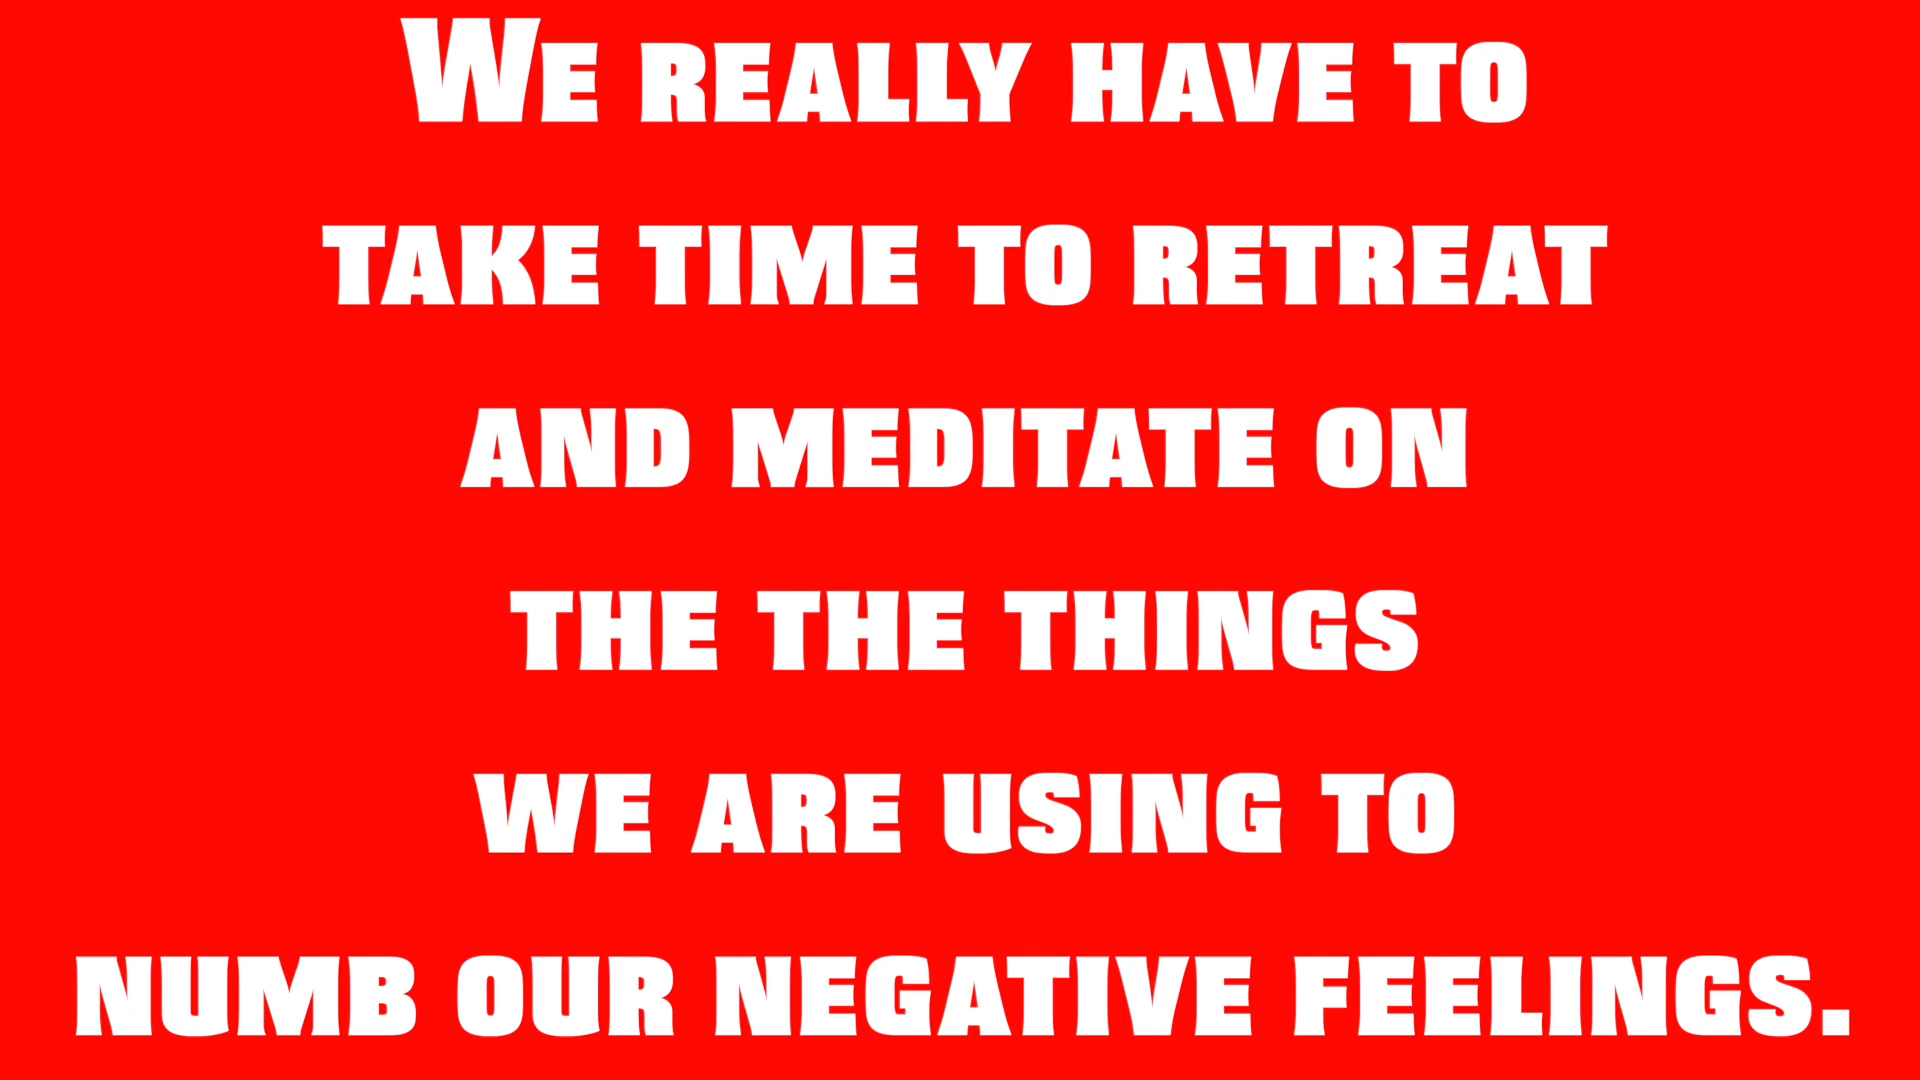 We really have to
take time to retreat
and meditate on
the the things
we are using to
numb our negative feelings.